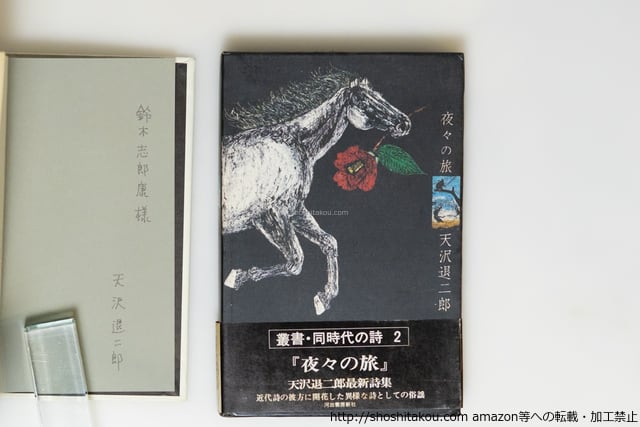 鈴木志郎康様
天沢退二郎
夜々の旅
天沢退二郎
叢書・同時代の詩 2
『夜々の旅』
天沢退二郎最新詩集
近代詩の彼方に開花した異様な詩としての俗謡
河出書房新社
shoshitakou.com
http://shoshitakou.com amazon等への転載・加工禁止